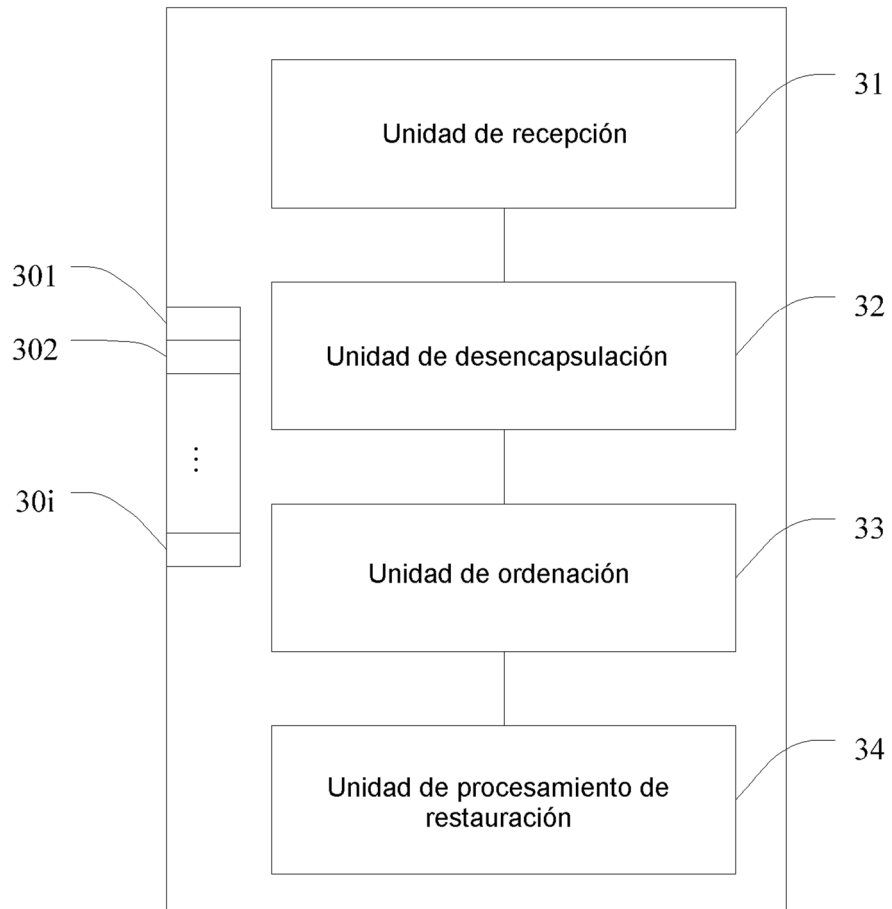 31
Unidad de recepción
301
32
302
Unidad de desencapsulación
...
30i
33
Unidad de ordenación
34
Unidad de procesamiento de
restauración